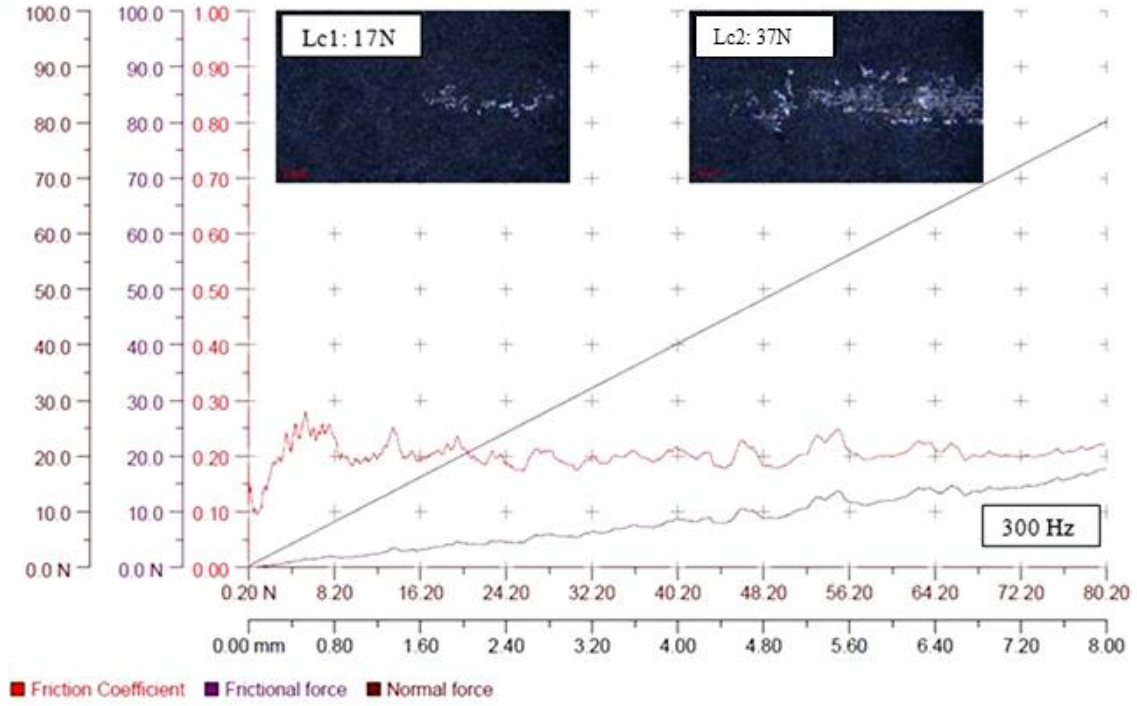 100.0 100.0 1.00
90.0 90.0 0.90
80.0 80.0 0.80
70.0 70.0 0.70
60.0 60.0 0.60
50.0 50.0 0.50
40.0 40.0 0.40
30.0 30.0 0.30
20.0 20.0 0.20
10.0 10.0 0.10
0.0 N 0.0 N 0.00
Lc1: 17N
Lc2: 37N
300 Hz
0.20 N 8.20 16.20 24.20 32.20 40.20 48.20 56.20 64.20 72.20 80.20
0.00 mm 0.80 1.60 2.40 3.20 4.00 4.80 5.60 6.40 7.20 8.00
Friction Coefficient Frictional force Normal force